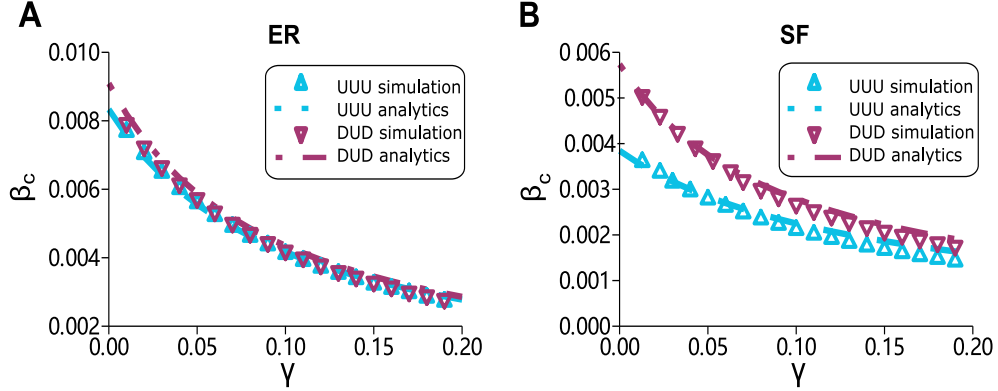 A
ER
0.010
0.008
0.006
0.004
0.002
βc
UUU simulation
UUU analytics
DUD simulation
DUD analytics
0.00
0.05
0.10
0.15
0.20
γ
B
SF
0.006
0.005
0.004
0.003
0.002
0.001
0.000
βc
UUU simulation
UUU analytics
DUD simulation
DUD analytics
0.00
0.05
0.10
0.15
0.20
γ